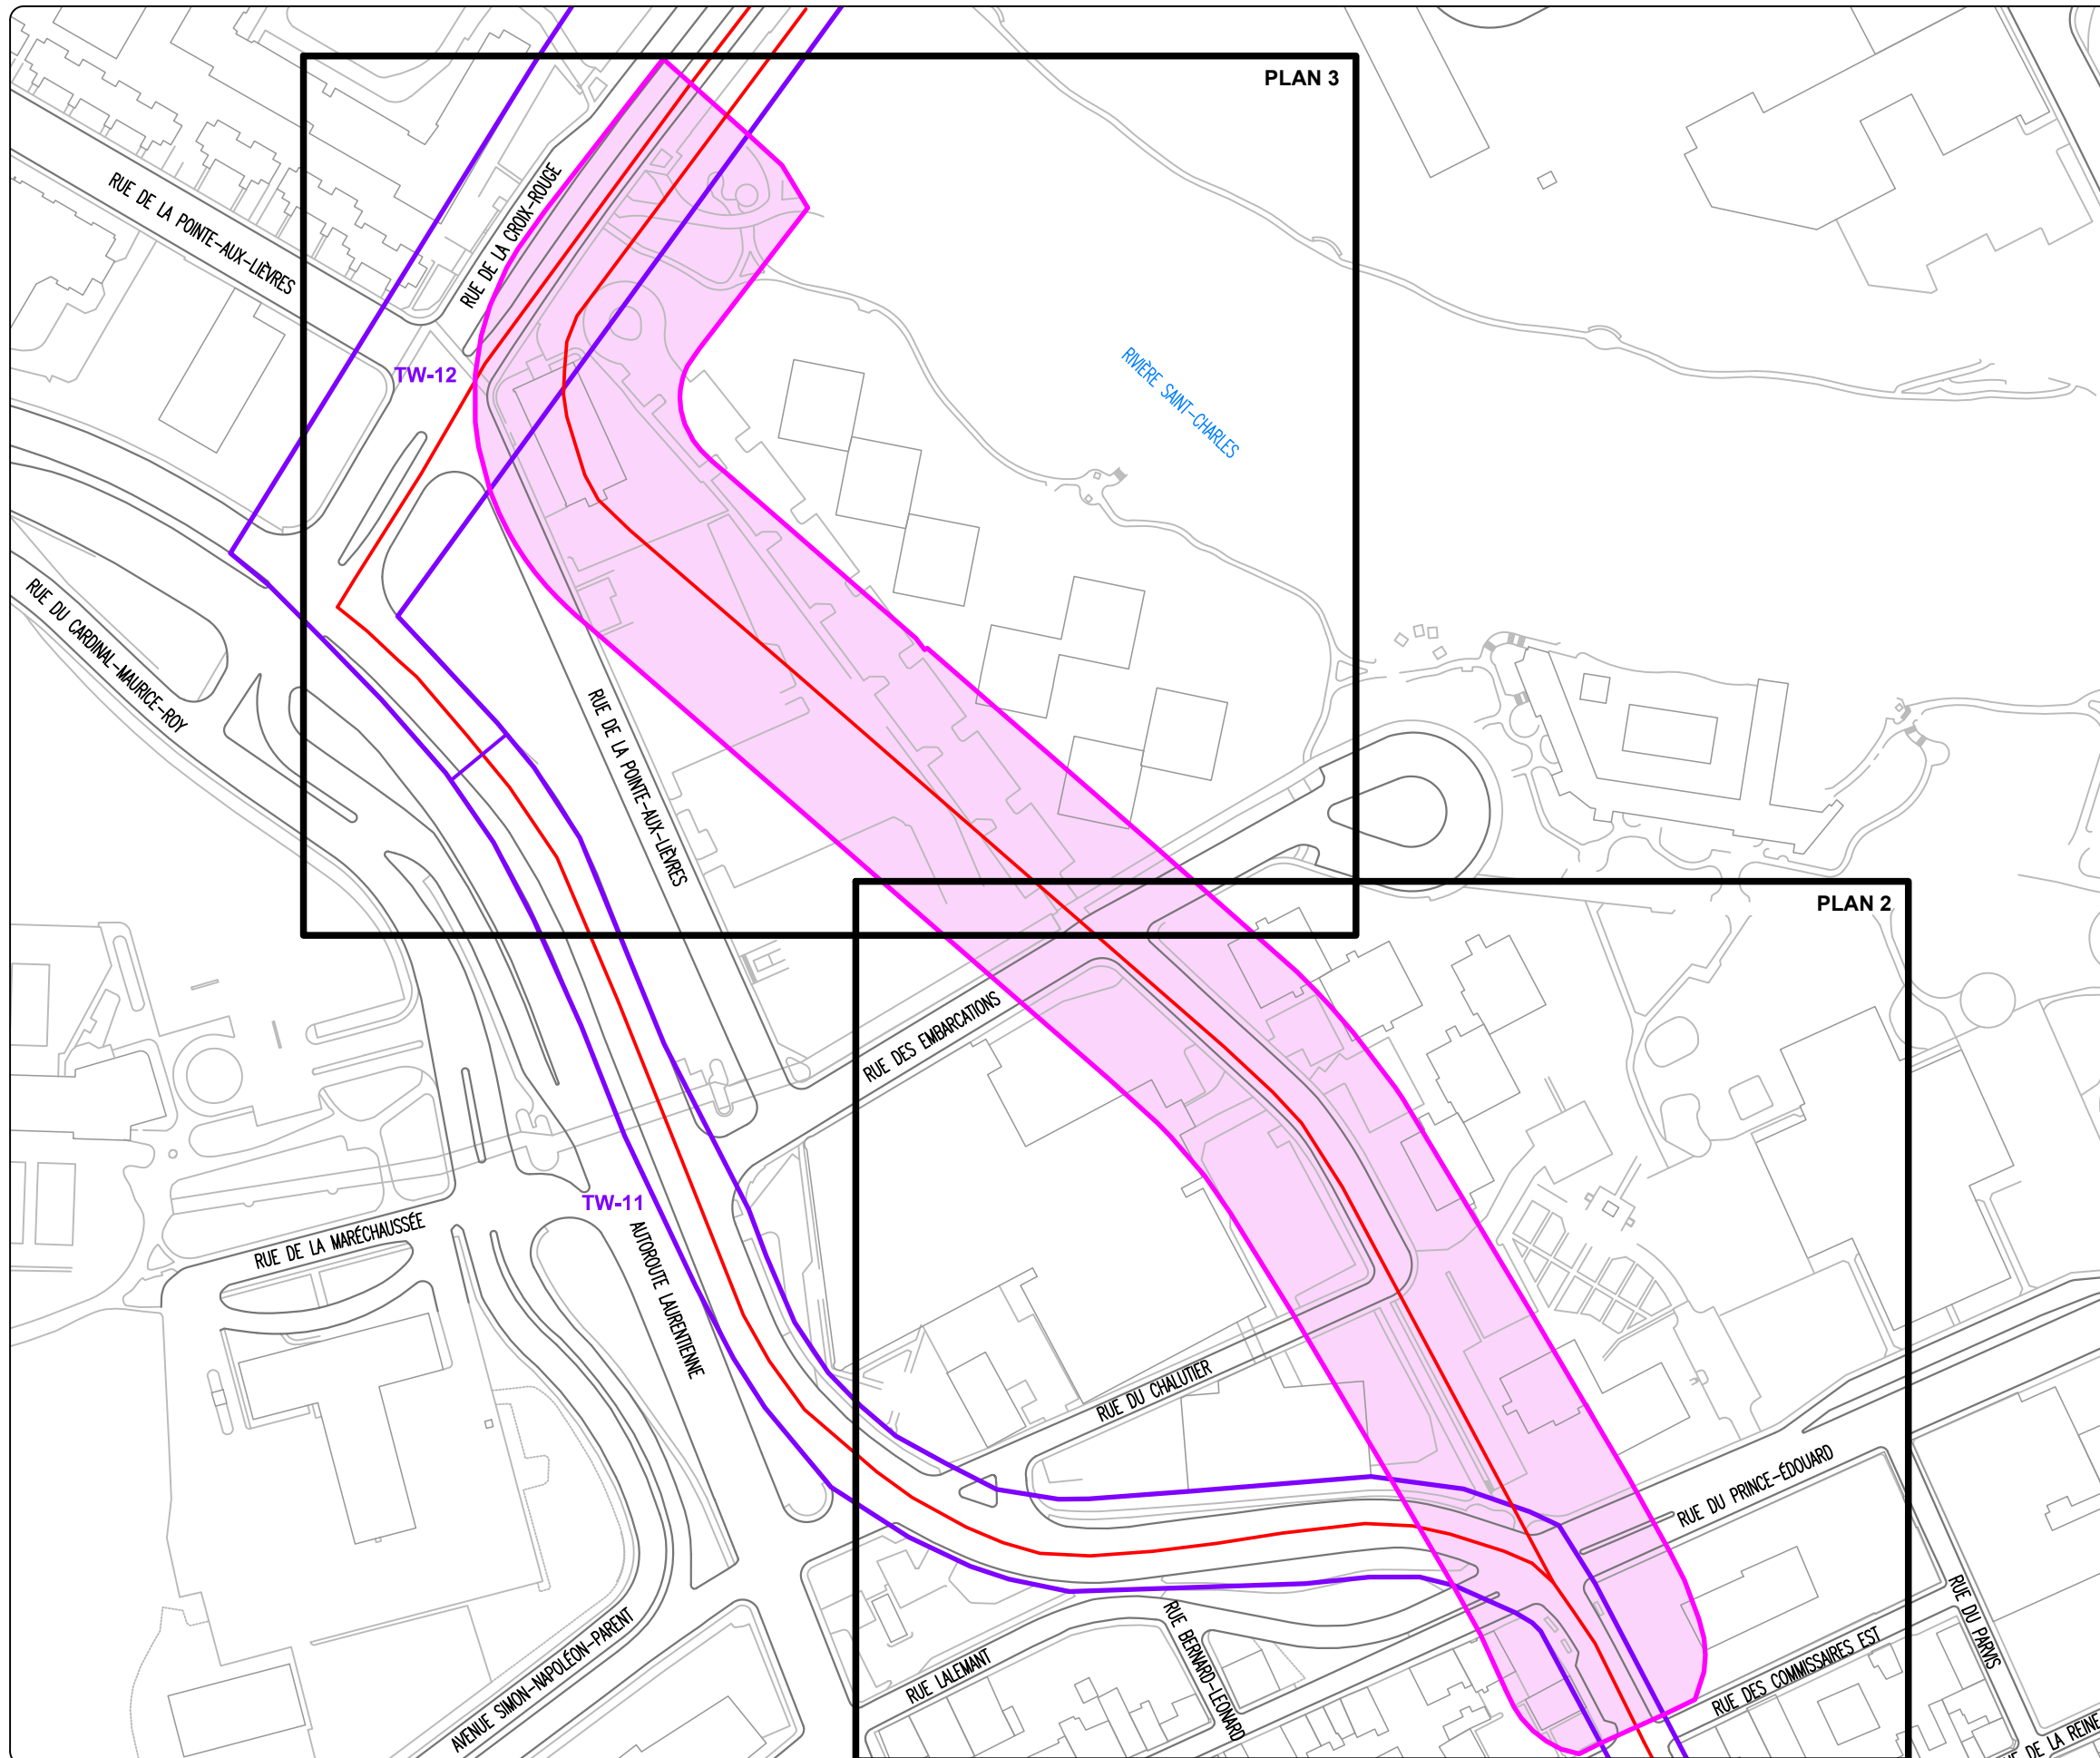 PLAN 3
RUE DE LA POINTE-AUX-LIÈVRES
RUE DE LA CROIX-ROUGE
TW-12
RIVIÈRE SAINT-CHARLES
RUE DU CARDINAL-MAURICE-ROY
RUE DE LA POINTE-AUX-LIÈVRES
PLAN 2
RUE DES EMBARCATIONS
TW-11
RUE DE LA MARÉCHAUSSÉE
AUTOROUTE LAURENTIENNE
RUE DU CHALUTIER
RUE DU PRINCE-ÉDOUARD
RUE DU PARVIS
RUE BERNARD-LEONARD
RUE LALEMANT
RUE DES COMMISSAIRES EST
AVENUE SIMON-NAPOLÉON-PARENT
DE LA REINE